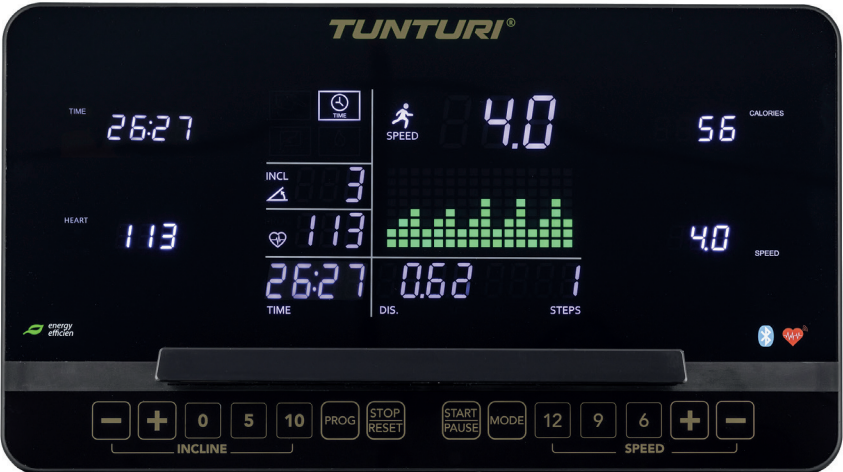 TUNTURI®
TIME
26:27
TIME
SPEED
4.0
56
CALORIES
INCL
3
HEART
113
113
4.0
SPEED
26:27
0.62
1
TIME
DIS.
STEPS
energy
efficien
0
5
10
PROG
STOP
RESET
START
PAUSE
MODE
12
9
6
INCLINE
SPEED